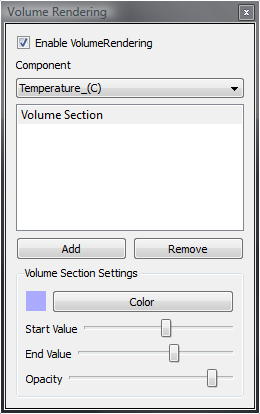 Volume Rendering
Enable VolumeRendering
Component
Temperature_(C)
Volume Section
Add Remove
Volume Section Settings
Color
Start Value
End Value
Opacity